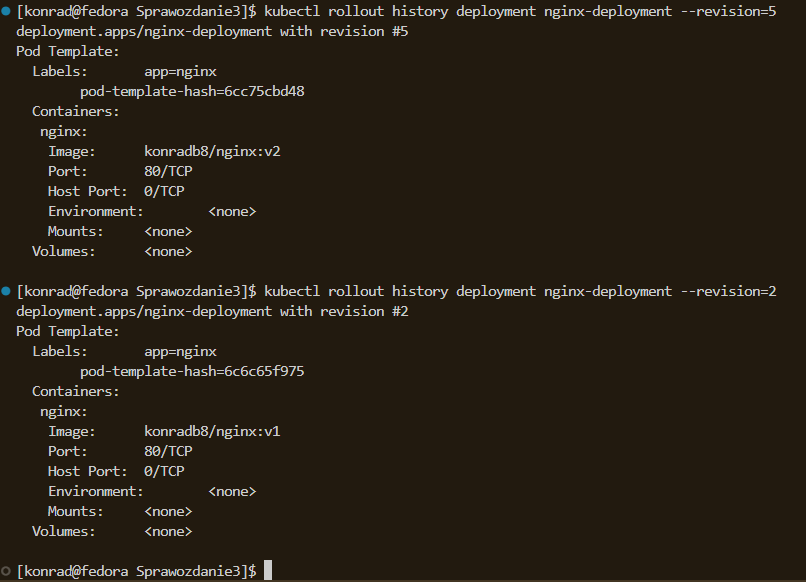 [konrad@fedora Sprawozdanie3]$ kubectl rollout history deployment nginx-deployment --revision=5
deployment.apps/nginx-deployment with revision #5
Pod Template:
  Labels:       app=nginx
        pod-template-hash=6cc75cbd48
  Containers:
   nginx:
    Image:      konradb8/nginx:v2
    Port:       80/TCP
    Host Port:  0/TCP
    Environment:        <none>
    Mounts:     <none>
  Volumes:      <none>

[konrad@fedora Sprawozdanie3]$ kubectl rollout history deployment nginx-deployment --revision=2
deployment.apps/nginx-deployment with revision #2
Pod Template:
  Labels:       app=nginx
        pod-template-hash=6c6c65f975
  Containers:
   nginx:
    Image:      konradb8/nginx:v1
    Port:       80/TCP
    Host Port:  0/TCP
    Environment:        <none>
    Mounts:     <none>
  Volumes:      <none>

[konrad@fedora Sprawozdanie3]$